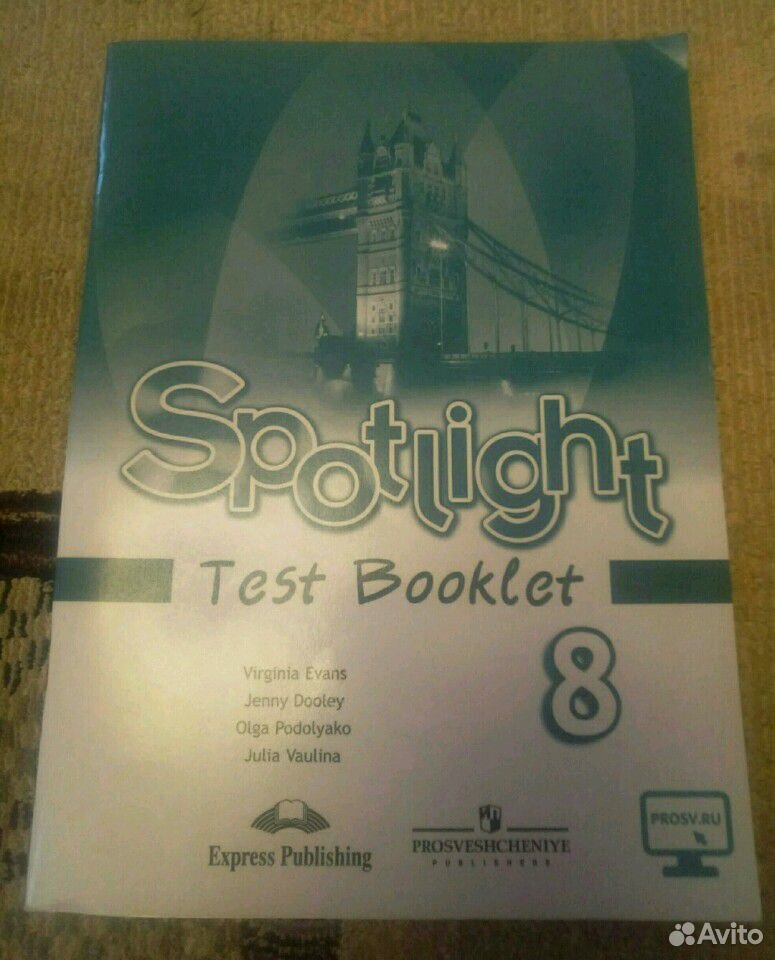 Spotlight
Test Booklet
8
Virginia Evans
Jenny Dooley
Olga Podolyako
Julia Vaulina
Express Publishing
PROSVESHCHENIYE
PUBLISHERS
PROSV.RU
Avito